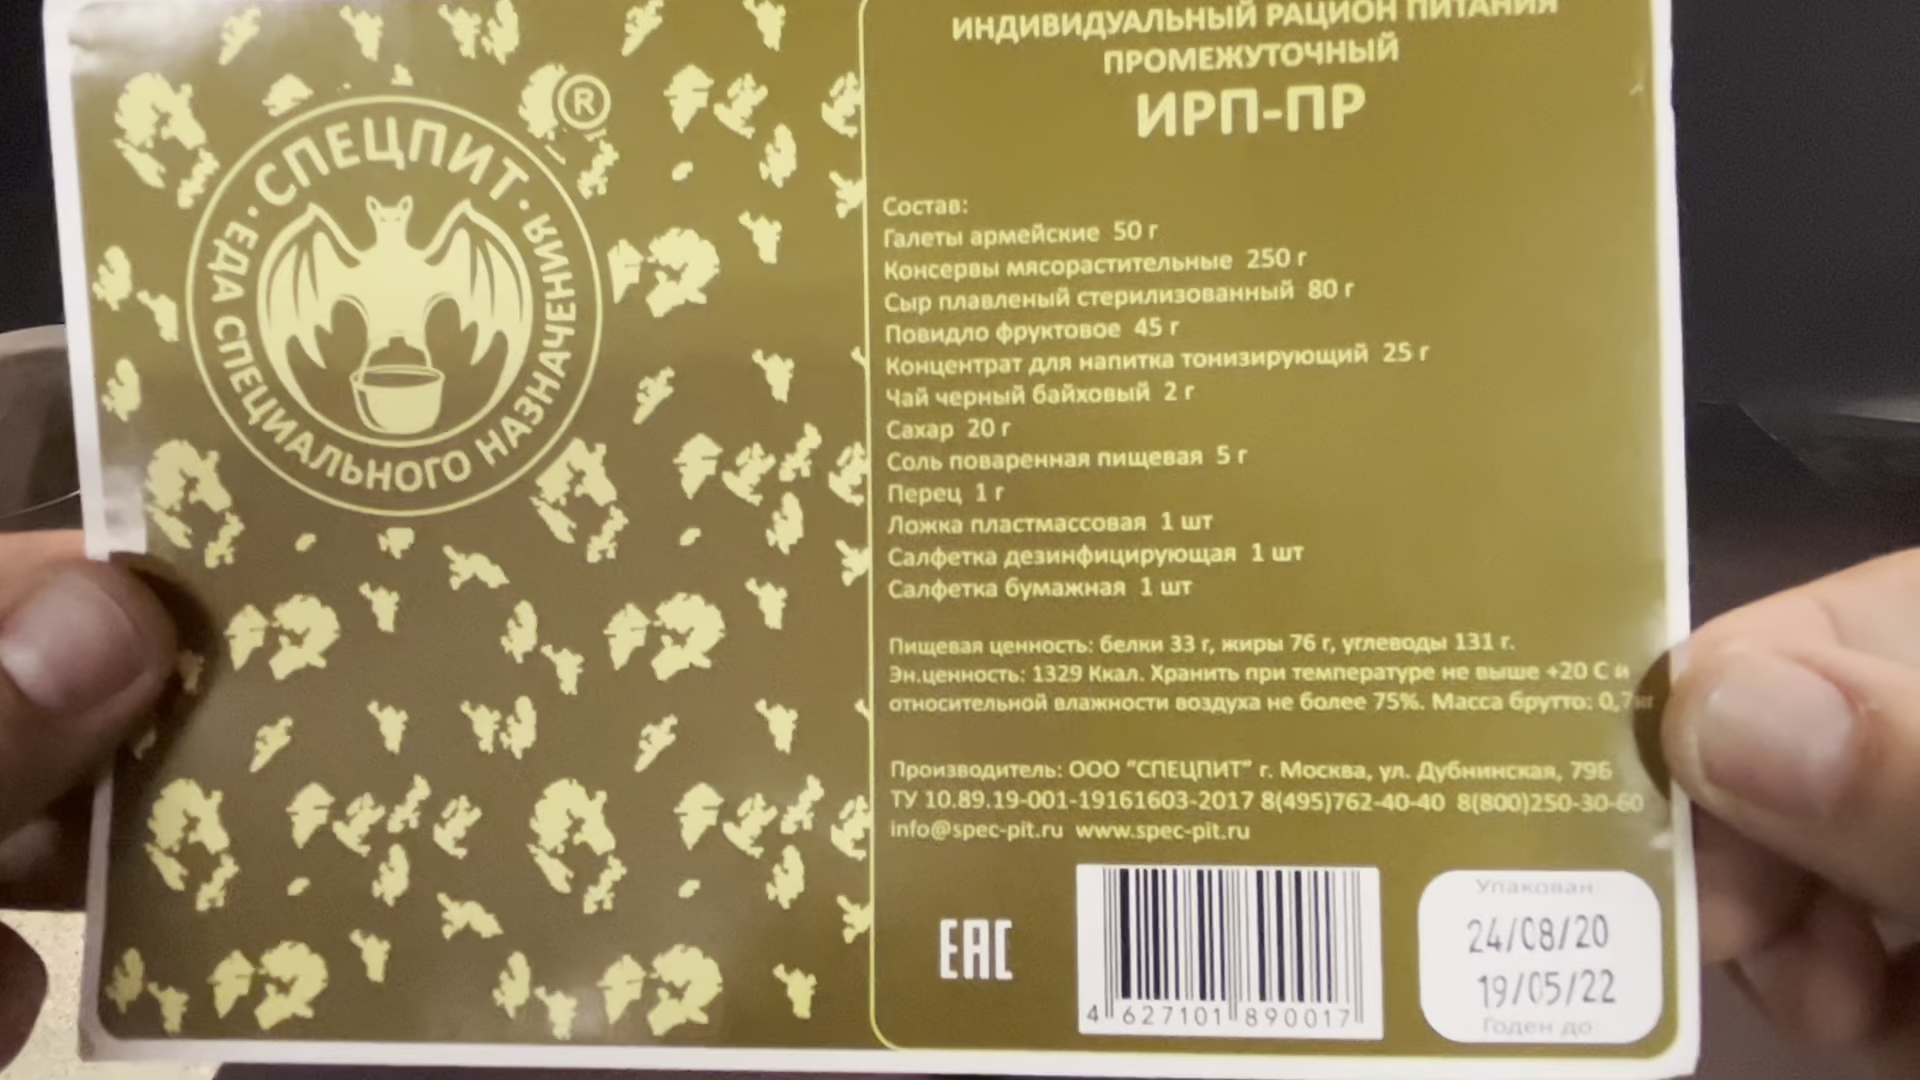 СПЕЦПИТ
ЕДА СПЕЦИАЛЬНОГО НАЗНАЧЕНИЯ
®
ИНДИВИДУАЛЬНЫЙ РАЦИОН ПИТАНИЯ
ПРОМЕЖУТОЧНЫЙ
ИРП-ПР
Состав:
Галеты армейские 50 г
Консервы мясорастительные 250 г
Сыр плавленый стерилизованный 80 г
Повидло фруктовое 45 г
Концентрат для напитка тонизирующий 25 г
Чай черный байховый 2 г
Сахар 20 г
Соль поваренная пищевая 5 г
Перец 1 г
Ложка пластмассовая 1 шт
Салфетка дезинфицирующая 1 шт
Салфетка бумажная 1 шт
Пищевая ценность: белки 33 г, жиры 76 г, углеводы 131 г.
Эн.ценность: 1329 Ккал. Хранить при температуре не выше +20 С и
относительной влажности воздуха не более 75%. Масса брутто: 0,7 кг
Производитель: ООО "СПЕЦПИТ" г. Москва, ул. Дубнинская, 79Б
ТУ 10.89.19-001-19161603-2017 8(495)762-40-40 8(800)250-30-60
info@spec-pit.ru www.spec-pit.ru
EAC
4 627101 890017
Упакован:
24/08/20
19/05/22
Годен до: